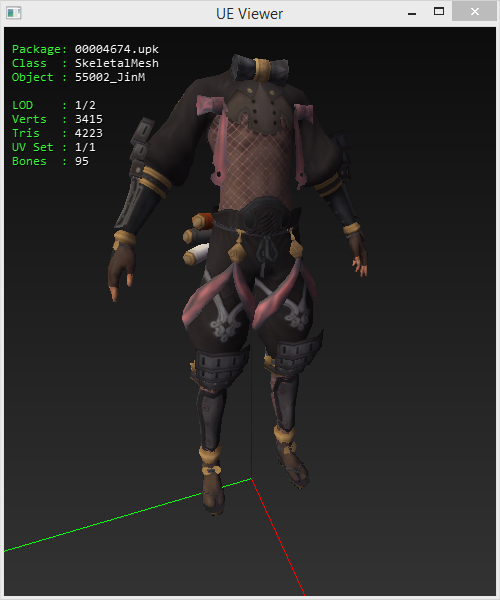 UE Viewer
Package: 00004674.upk
Class : SkeletalMesh
Object : 55002_JinM
LOD : 1/2
Verts : 3415
Tris : 4223
UV Set : 1/1
Bones : 95